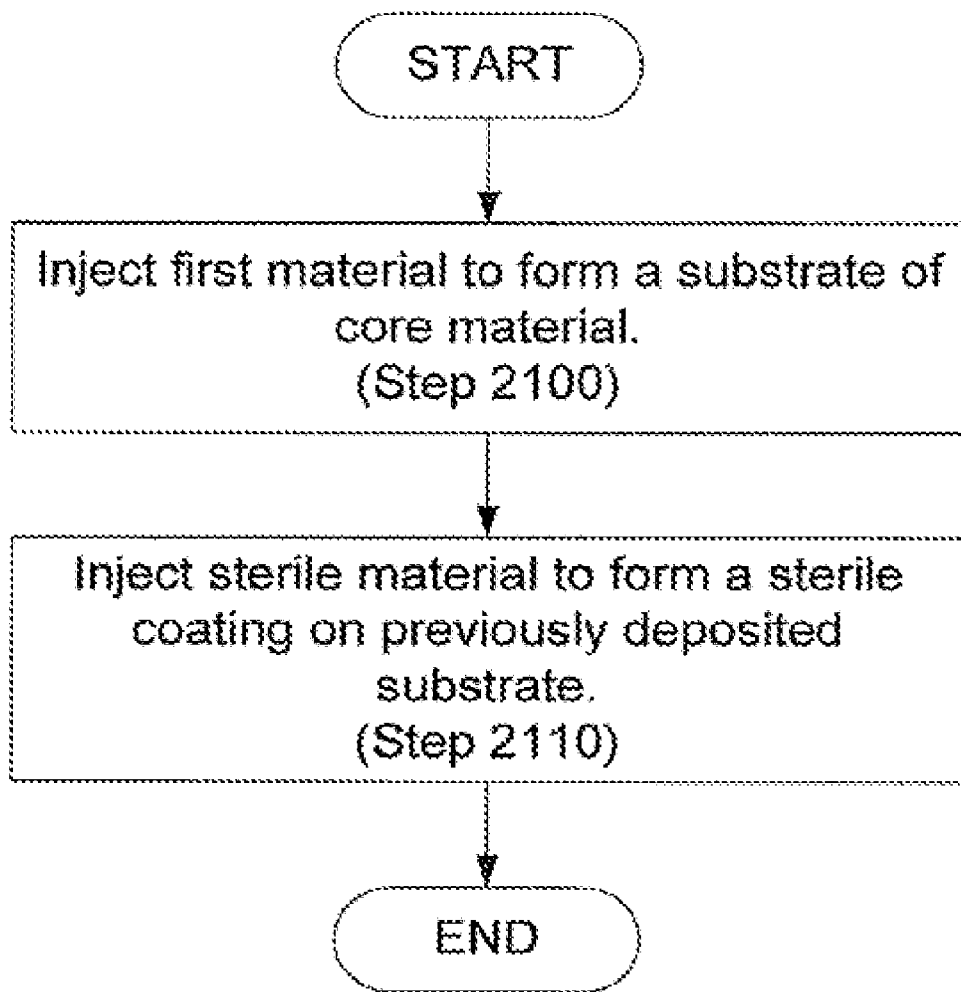 START
Inject first material to form a substrate of
core material.
(Step 2100)
Inject sterile material to form a sterile
coating on previously deposited
substrate.
(Step 2110)
END